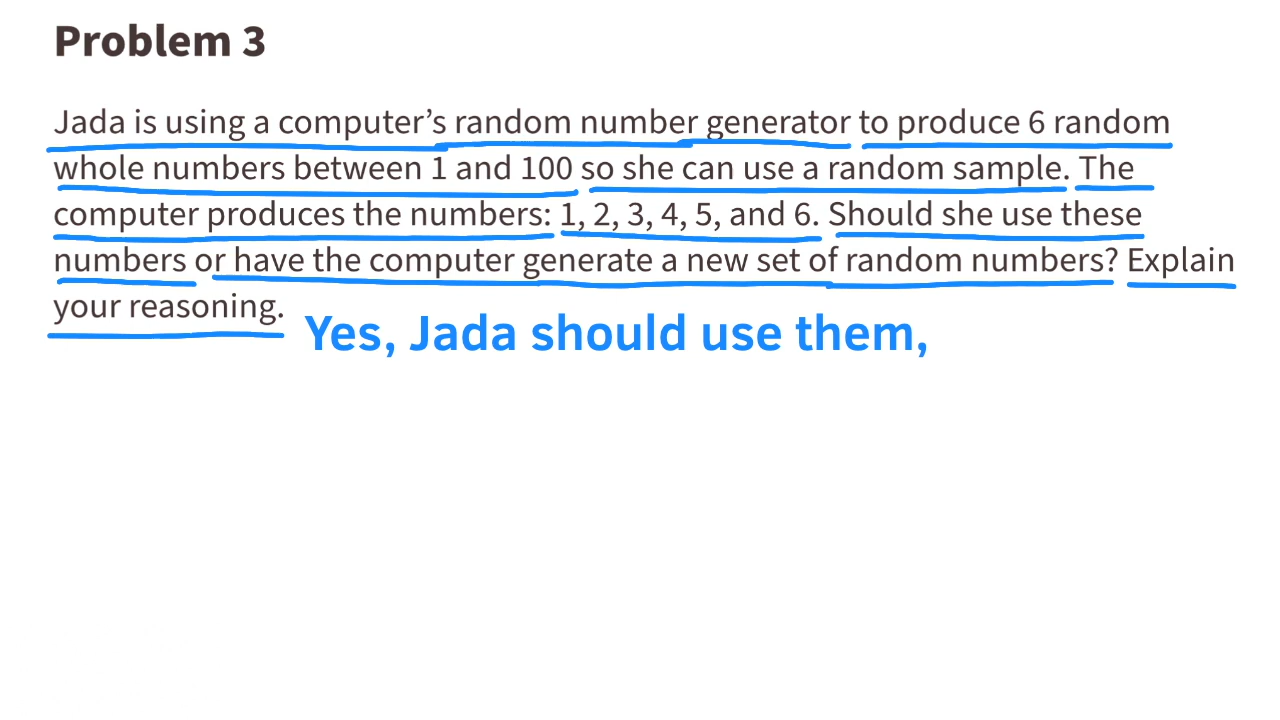 Problem 3
Jada is using a computer’s random number generator to produce 6 random
whole numbers between 1 and 100 so she can use a random sample. The
computer produces the numbers: 1, 2, 3, 4, 5, and 6. Should she use these
numbers or have the computer generate a new set of random numbers? Explain
your reasoning.
Yes, Jada should use them,